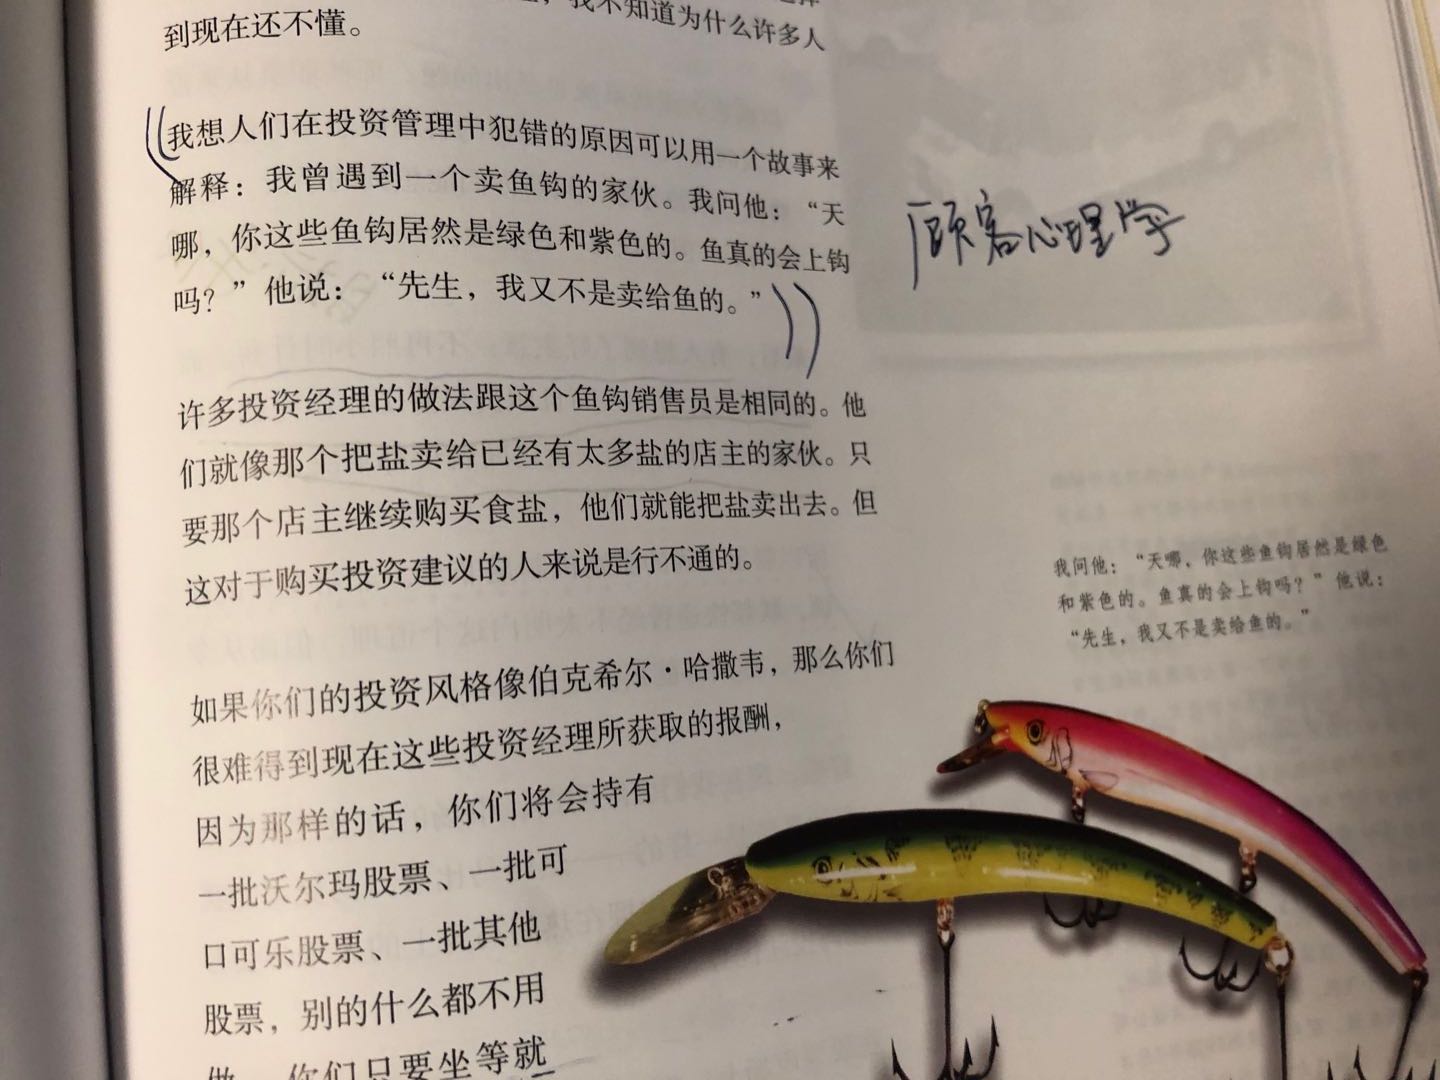 我不知道为什么许多人
到现在还不懂。
我想人们在投资管理中犯错的原因可以用一个故事来
解释：我曾遇到一个卖鱼钩的家伙。我问他：“天
哪，你这些鱼钩居然是绿色和紫色的。鱼真的会上钩
吗？”他说：“先生，我又不是卖给鱼的。”
顾客心理学
许多投资经理的做法跟这个鱼钩销售员是相同的。他
们就像那个把盐卖给已经有太多盐的店主的家伙。只
要那个店主继续购买食盐，他们就能把盐卖出去。但
这对于购买投资建议的人来说是行不通的。
我问他：“天哪，你这些鱼钩居然是绿色
和紫色的。鱼真的会上钩吗？”他说：
“先生，我又不是卖给鱼的。”
如果你们的投资风格像伯克希尔·哈撒韦，那么你们
很难得到现在这些投资经理所获取的报酬，
因为那样的话，你们将会持有
一批沃尔玛股票、一批可
口可乐股票、一批其他
股票，别的什么都不用
做。你们只要坐等就